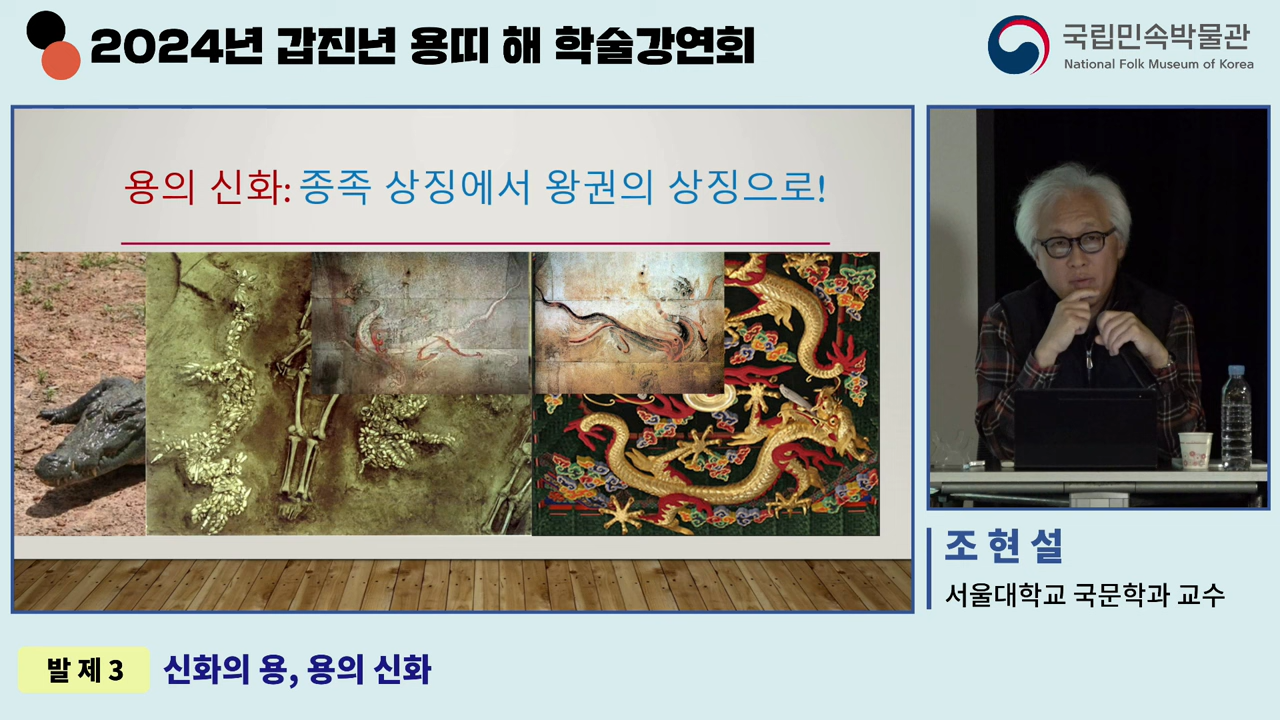 2024년 갑진년 용띠 해 학술강연회
국립민속박물관
National Folk Museum of Korea
용의 신화: 종족 상징에서 왕권의 상징으로!
조현설
서울대학교 국문학과 교수
발제3 신화의 용, 용의 신화